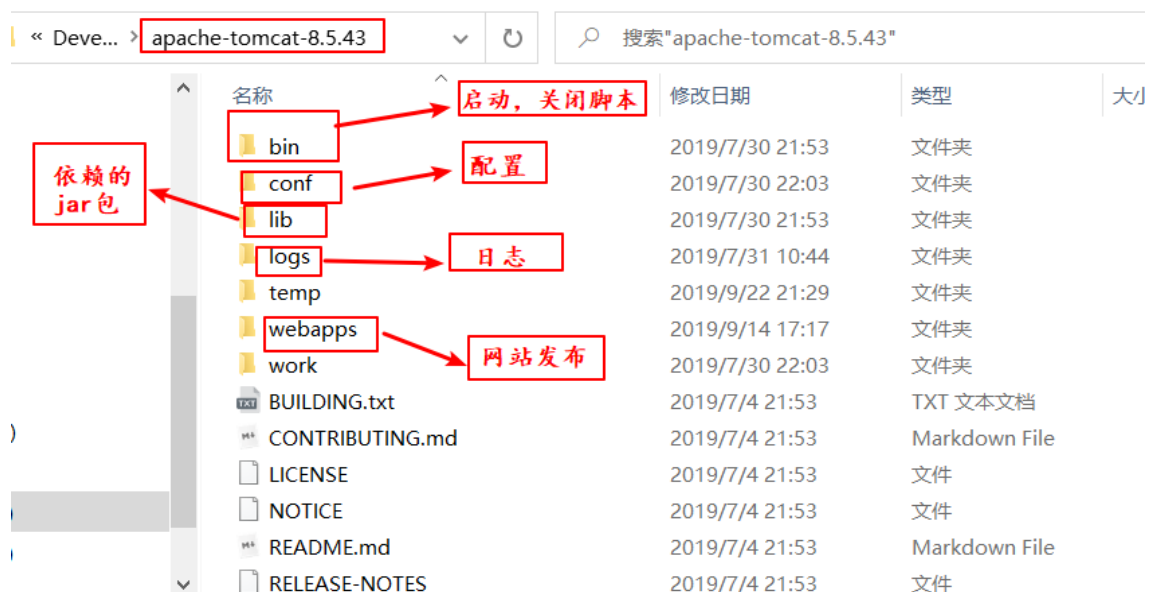 « Deve... > apache-tomcat-8.5.43 搜索"apache-tomcat-8.5.43"
名称 修改日期 类型
启动，关闭脚本
bin 2019/7/30 21:53 文件夹
配置
conf 2019/7/30 22:03 文件夹
依赖的
jar包
lib 2019/7/30 21:53 文件夹
logs 2019/7/31 10:44 文件夹
日志
temp 2019/9/22 21:29 文件夹
webapps 2019/9/14 17:17 文件夹
网站发布
work 2019/7/30 22:03 文件夹
TXT BUILDING.txt 2019/7/4 21:53 TXT 文本文档
M↓ CONTRIBUTING.md 2019/7/4 21:53 Markdown File
LICENSE 2019/7/4 21:53 文件
NOTICE 2019/7/4 21:53 文件
M↓ README.md 2019/7/4 21:53 Markdown File
RELEASE-NOTES 2019/7/4 21:53 文件